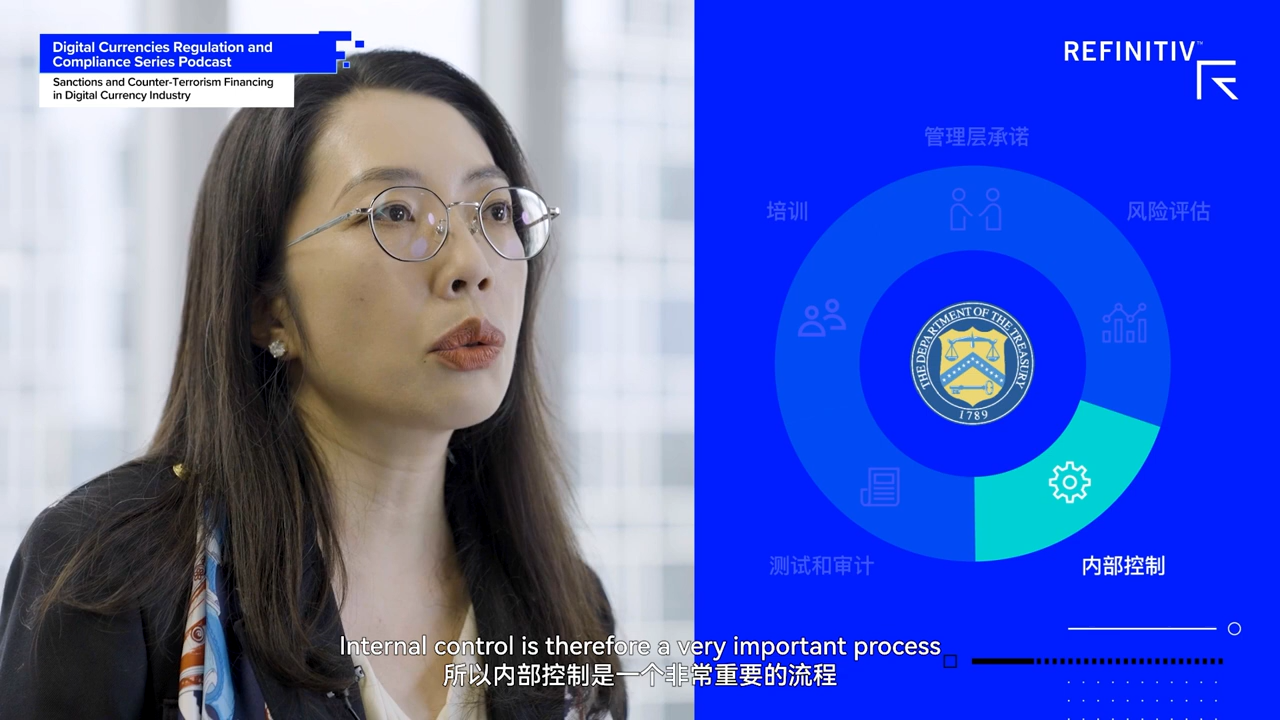 Digital Currencies Regulation and
Compliance Series Podcast
Sanctions and Counter-Terrorism Financing
in Digital Currency Industry
REFINITIV™
管理层承诺
培训
风险评估
THE DEPARTMENT OF THE TREASURY
1789
测试和审计
内部控制
Internal control is therefore a very important process
所以内部控制是一个非常重要的流程